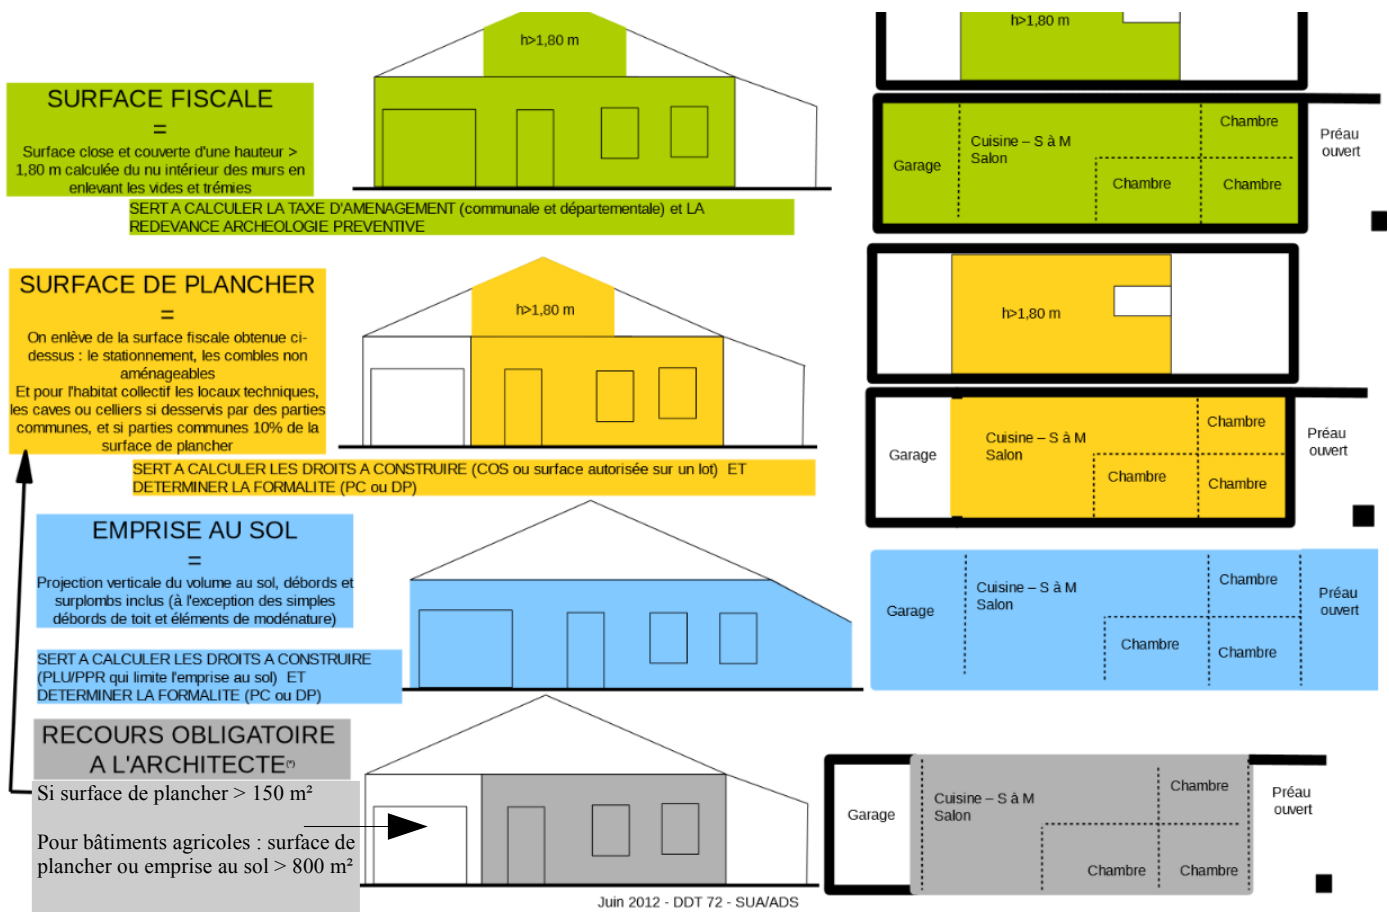 h>1,80 m
h>1,80 m
SURFACE FISCALE
=
Surface close et couverte d'une hauteur >
1,80 m calculée du nu intérieur des murs en
enlevant les vides et trémies
SERT A CALCULER LA TAXE D'AMENAGEMENT (communale et départementale) et LA
REDEVANCE ARCHEOLOGIE PREVENTIVE
Garage
Cuisine – S à M
Salon
Chambre
Chambre
Chambre
Préau
ouvert
SURFACE DE PLANCHER
=
On enlève de la surface fiscale obtenue ci-
dessus : le stationnement, les combles non
aménageables
Et pour l'habitat collectif les locaux techniques,
les caves ou celliers si desservis par des parties
communes, et si parties communes 10% de la
surface de plancher
h>1,80 m
h>1,80 m
SERT A CALCULER LES DROITS A CONSTRUIRE (COS ou surface autorisée sur un lot) ET
DETERMINER LA FORMALITE (PC ou DP)
Garage
Cuisine – S à M
Salon
Chambre
Chambre
Chambre
Préau
ouvert
EMPRISE AU SOL
=
Projection verticale du volume au sol, débords et
surplombs inclus (à l'exception des simples
débords de toit et éléments de modénature)
SERT A CALCULER LES DROITS A CONSTRUIRE
(PLU/PPR qui limite l'emprise au sol) ET
DETERMINER LA FORMALITE (PC ou DP)
Garage
Cuisine – S à M
Salon
Chambre
Chambre
Chambre
Préau
ouvert
RECOURS OBLIGATOIRE
A L'ARCHITECTE(*)
Si surface de plancher > 150 m²
Pour bâtiments agricoles : surface de
plancher ou emprise au sol > 800 m²
Garage
Cuisine – S à M
Salon
Chambre
Chambre
Chambre
Préau
ouvert
Juin 2012 - DDT 72 - SUA/ADS